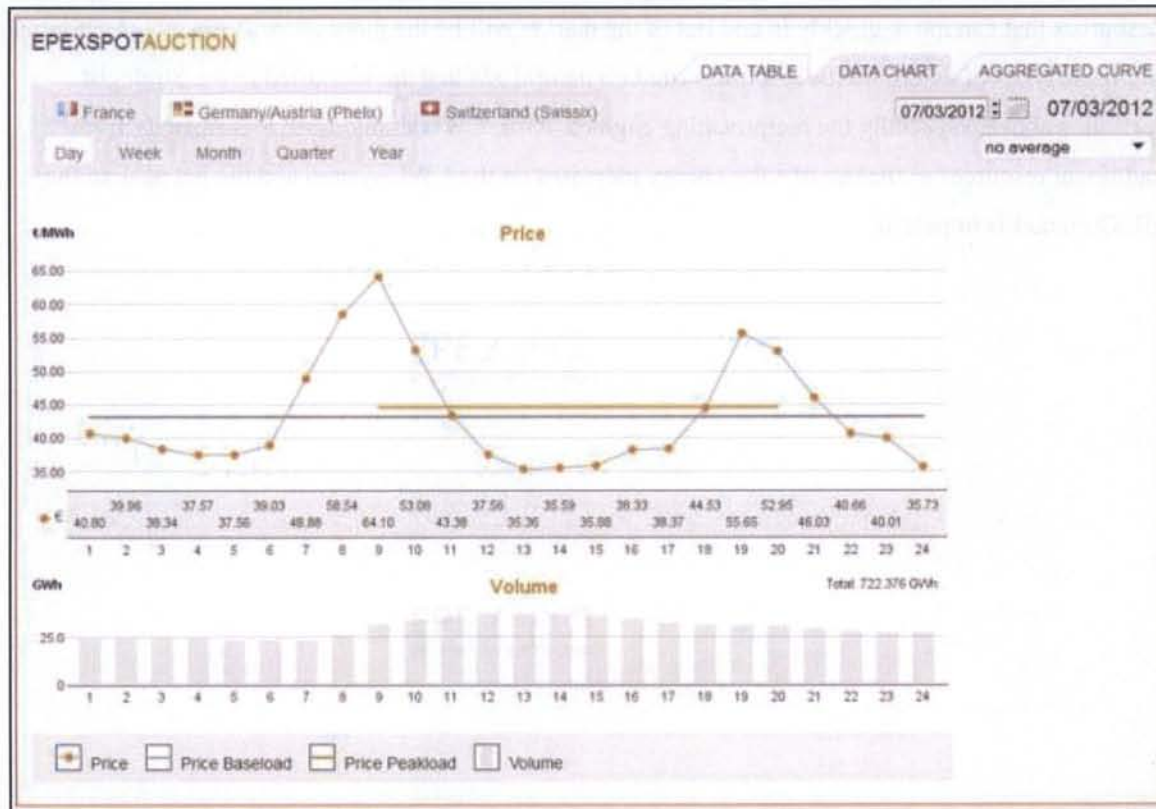 EPEXSPOTAUCTION
DATA TABLE DATA CHART AGGREGATED CURVE
France Germany/Austria (Phelix) Switzerland (Swissix) 07/03/2012 07/03/2012
Day Week Month Quarter Year no average
€/MWh Price
65.00
60.00
55.00
50.00
45.00
40.00
35.00
39.96 37.57 39.03 58.54 53.08 37.56 35.59 38.33 44.53 52.95 40.66 35.73
€
40.80 38.34 37.56 48.88 64.10 43.38 35.36 35.88 38.37 55.65 46.03 40.01
1 2 3 4 5 6 7 8 9 10 11 12 13 14 15 16 17 18 19 20 21 22 23 24
GWh Volume Total: 722.376 GWh
25.0
0
1 2 3 4 5 6 7 8 9 10 11 12 13 14 15 16 17 18 19 20 21 22 23 24
Price Price Baseload Price Peakload Volume